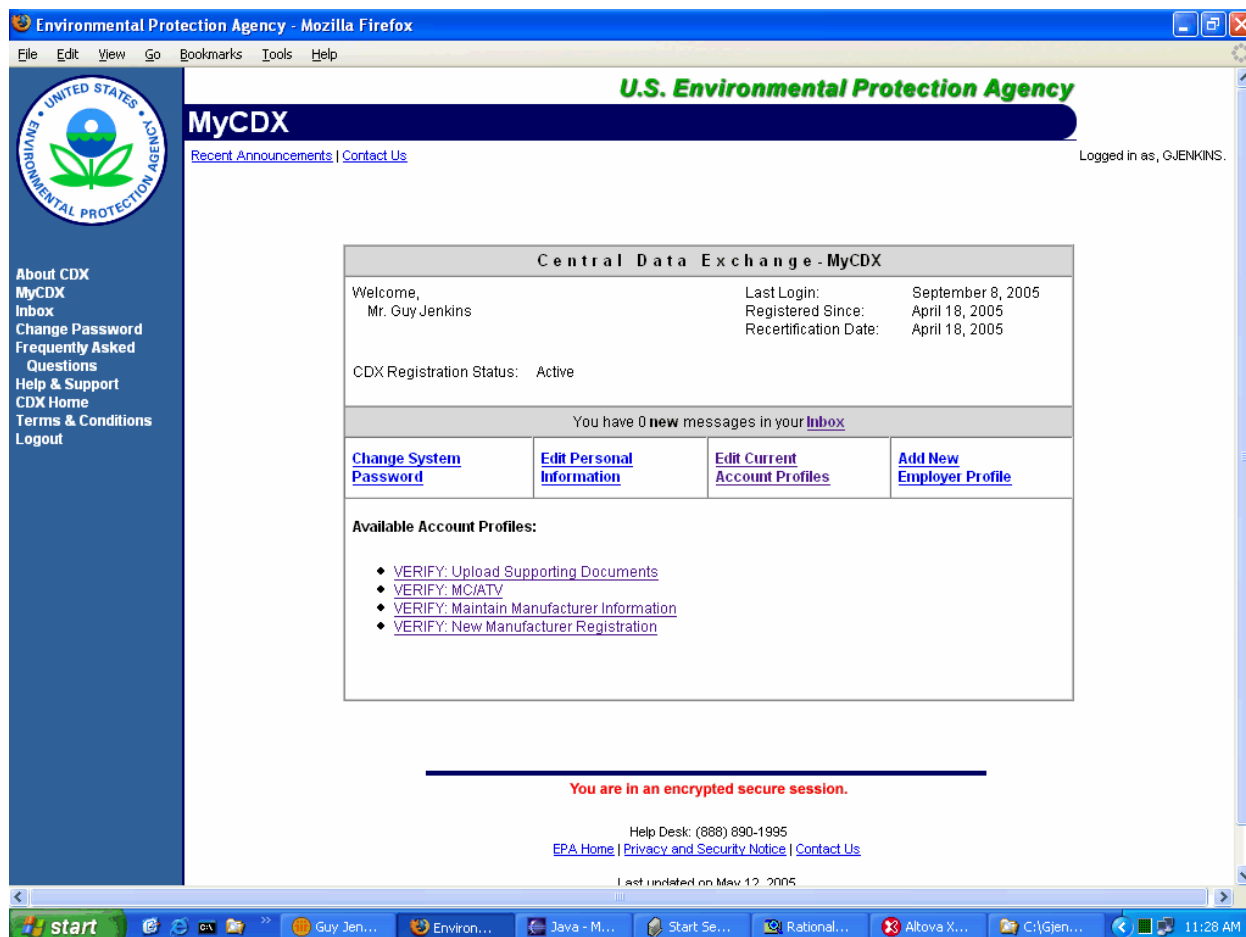 Environmental Protection Agency - Mozilla Firefox
File Edit View Go Bookmarks Tools Help
UNITED STATES • ENVIRONMENTAL PROTECTION AGENCY •
U.S. Environmental Protection Agency
MyCDX
Recent Announcements | Contact Us
Logged in as, GJENKINS.
About CDX
MyCDX
Inbox
Change Password
Frequently Asked
Questions
Help & Support
CDX Home
Terms & Conditions
Logout
Central Data Exchange - MyCDX
Welcome,
Mr. Guy Jenkins
Last Login: September 8, 2005
Registered Since: April 18, 2005
Recertification Date: April 18, 2005
CDX Registration Status: Active
You have 0 new messages in your Inbox
Change System
Password
Edit Personal
Information
Edit Current
Account Profiles
Add New
Employer Profile
Available Account Profiles:
VERIFY: Upload Supporting Documents
VERIFY: MC/ATV
VERIFY: Maintain Manufacturer Information
VERIFY: New Manufacturer Registration
You are in an encrypted secure session.
Help Desk: (888) 890-1995
EPA Home | Privacy and Security Notice | Contact Us
Last updated on May 12, 2005
start
Guy Jen...
Environ...
Java - M...
Start Se...
Rational...
Altova X...
C:\Gjen...
11:28 AM